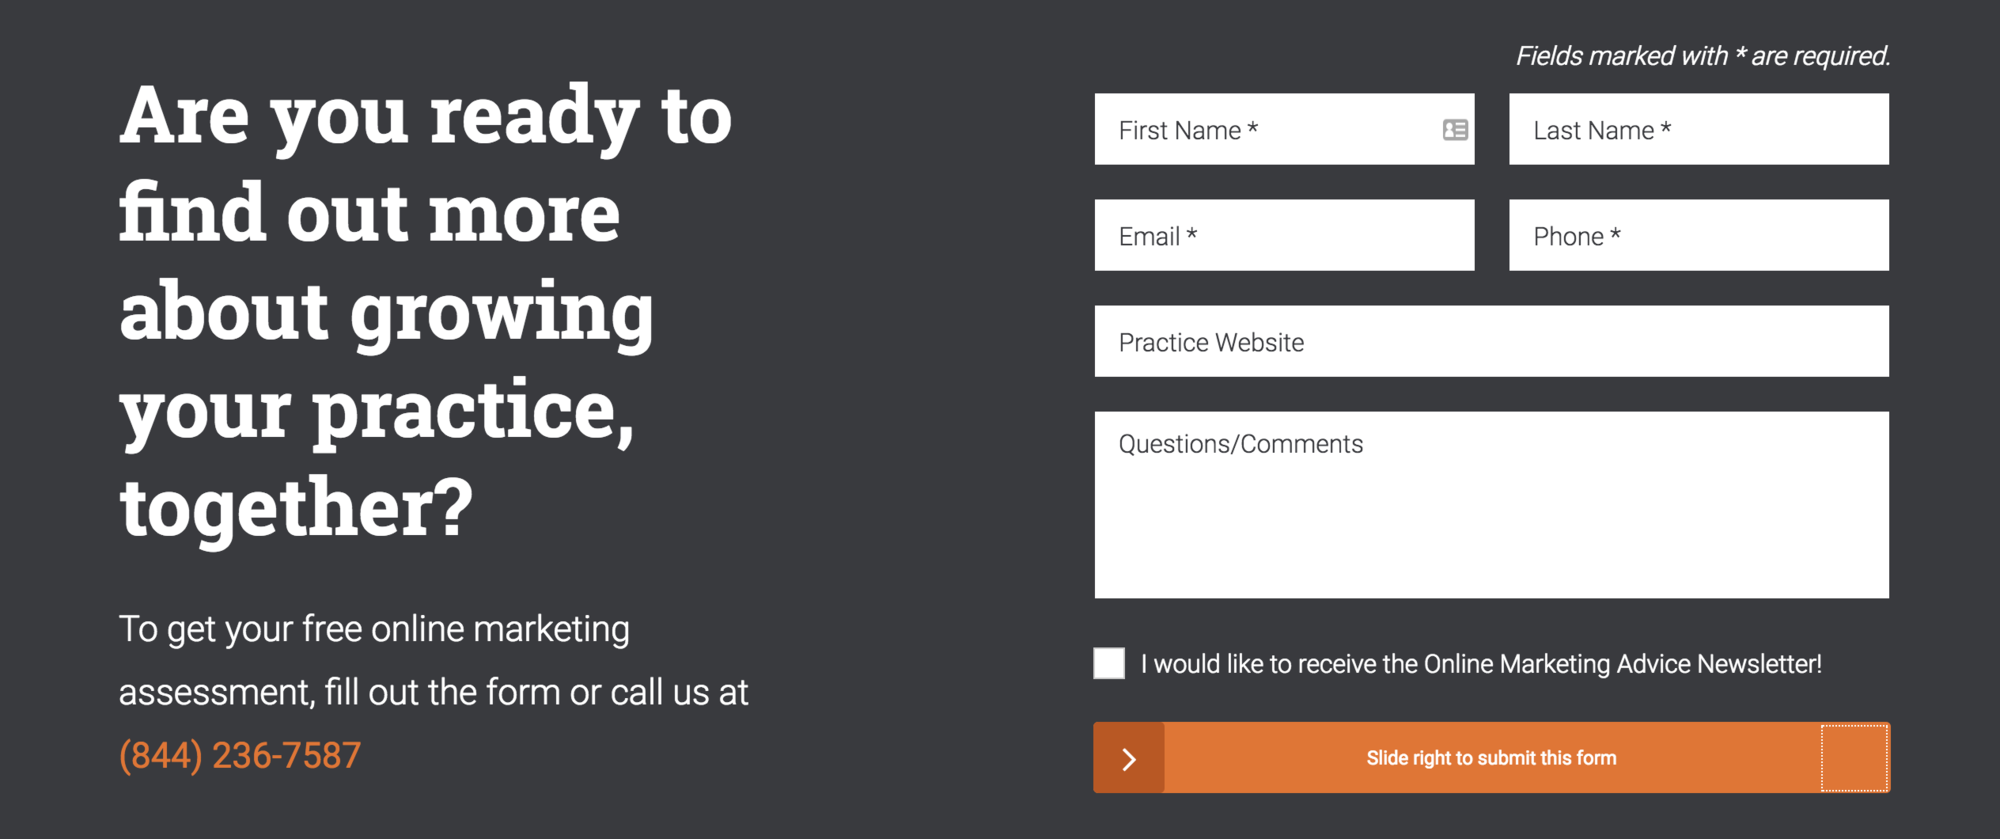 Are you ready to
find out more
about growing
your practice,
together?
To get your free online marketing
assessment, fill out the form or call us at
(844) 236-7587
Fields marked with * are required.
First Name *
Last Name *
Email *
Phone *
Practice Website
Questions/Comments
I would like to receive the Online Marketing Advice Newsletter!
Slide right to submit this form